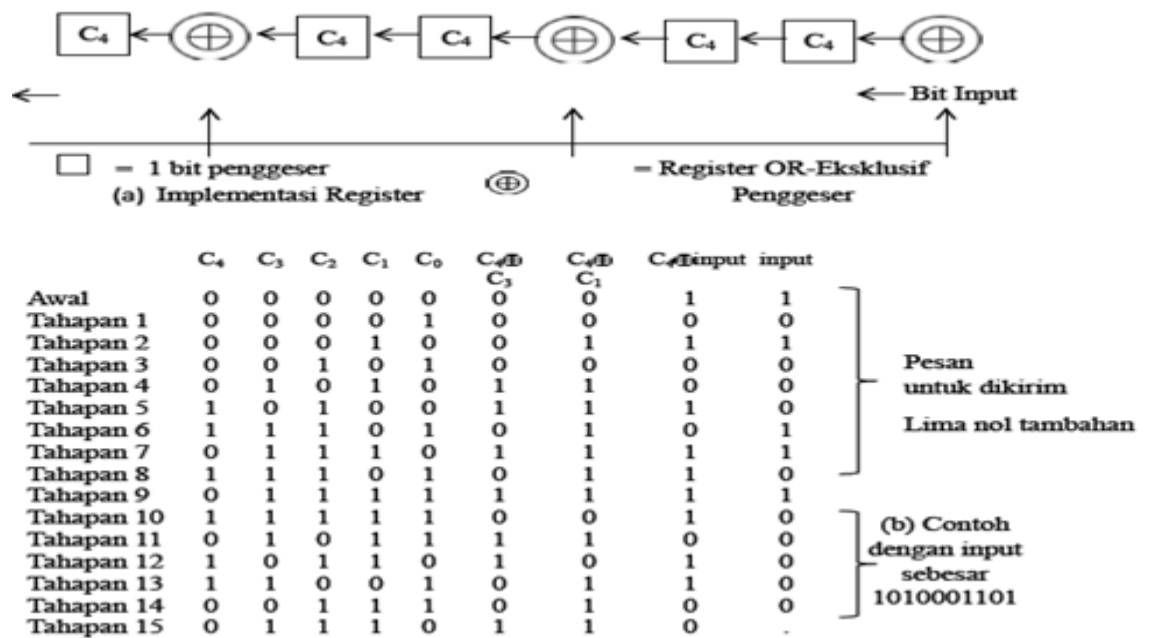 C₄ C₄ C₄ C₄ C₄
Bit Input
= 1 bit penggeser = Register OR-Eksklusif
(a) Implementasi Register Penggeser
C₄ C₃ C₂ C₁ C₀ C₄⊕ C₄⊕ C₄⊕input input
C₃ C₁
Awal 0 0 0 0 0 0 0 1 1
Tahapan 1 0 0 0 0 1 0 0 0 0
Tahapan 2 0 0 0 1 0 0 1 1 1
Tahapan 3 0 0 1 0 1 0 0 0 0
Tahapan 4 0 1 0 1 0 1 1 0 0
Tahapan 5 1 0 1 0 0 1 1 1 0
Tahapan 6 1 1 1 0 1 0 1 0 1
Tahapan 7 0 1 1 1 0 1 1 1 1
Tahapan 8 1 1 1 0 1 0 1 1 0
Tahapan 9 0 1 1 1 1 1 1 1 1
Tahapan 10 1 1 1 1 1 0 0 1 0
Tahapan 11 0 1 0 1 1 1 1 0 0
Tahapan 12 1 0 1 1 0 1 0 1 0
Tahapan 13 1 1 0 0 1 0 1 1 0
Tahapan 14 0 0 1 1 1 0 1 0 0
Tahapan 15 0 1 1 1 0 1 1 0 .
Pesan
untuk dikirim
Lima nol tambahan
(b) Contoh
dengan input
sebesar
1010001101